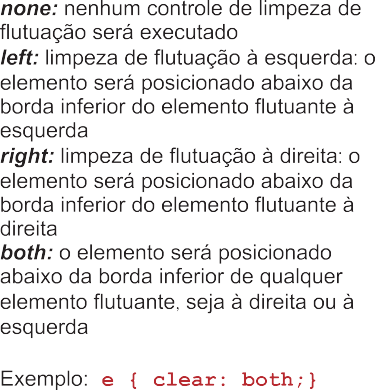 none: nenhum controle de limpeza de
flutuação será executado
left: limpeza de flutuação à esquerda: o
elemento será posicionado abaixo da
borda inferior do elemento flutuante à
esquerda
right: limpeza de flutuação à direita: o
elemento será posicionado abaixo da
borda inferior do elemento flutuante à
direita
both: o elemento será posicionado
abaixo da borda inferior de qualquer
elemento flutuante, seja à direita ou à
esquerda
Exemplo: e { clear: both;}